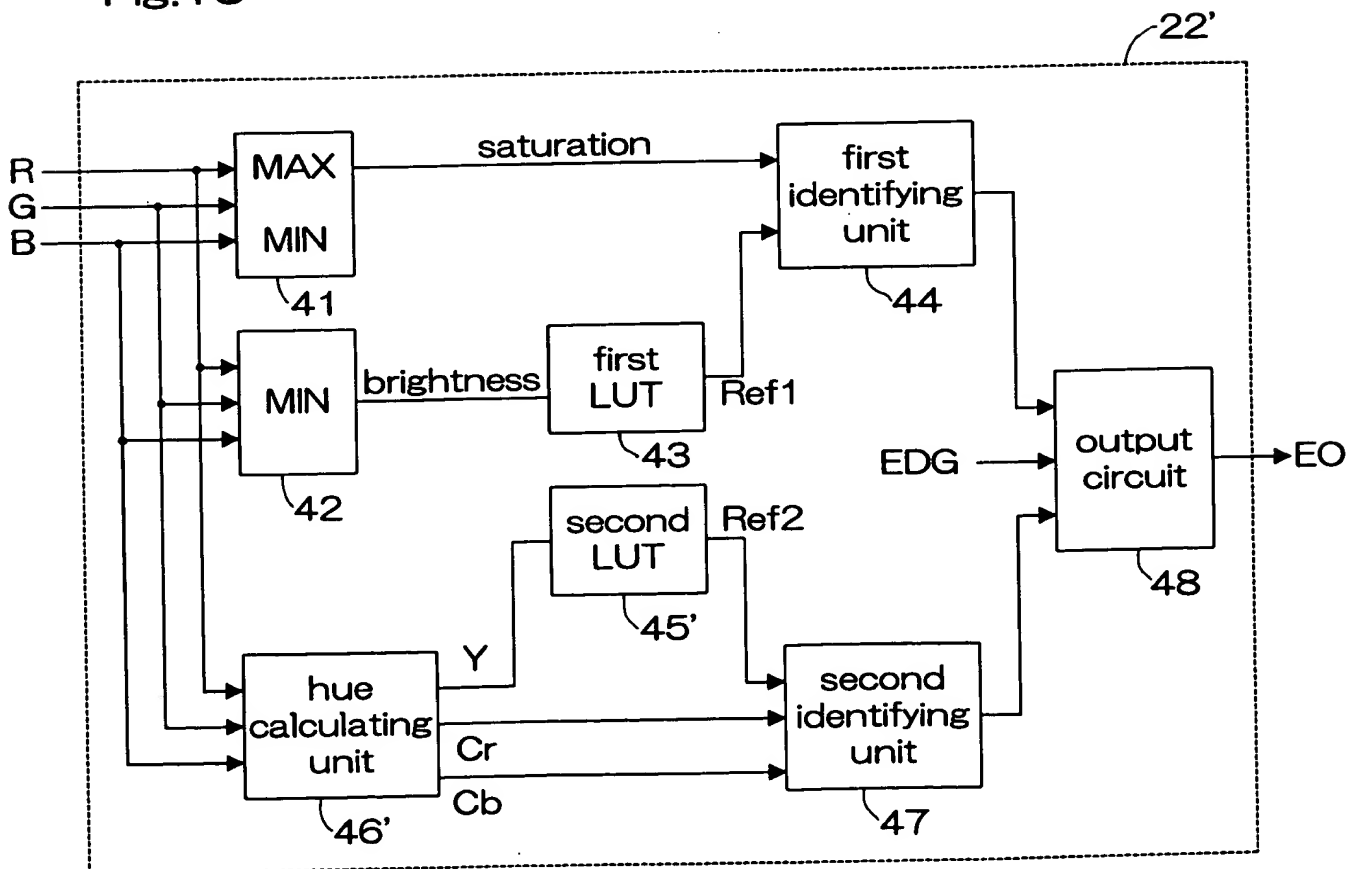 22'
R
G
B
MAX
MIN
41
saturation
first
identifying
unit
44
MIN
42
brightness
first
LUT
43
Ref1
EDG
output
circuit
48
EO
second
LUT
45'
Ref2
hue
calculating
unit
46'
Y
Cr
Cb
second
identifying
unit
47